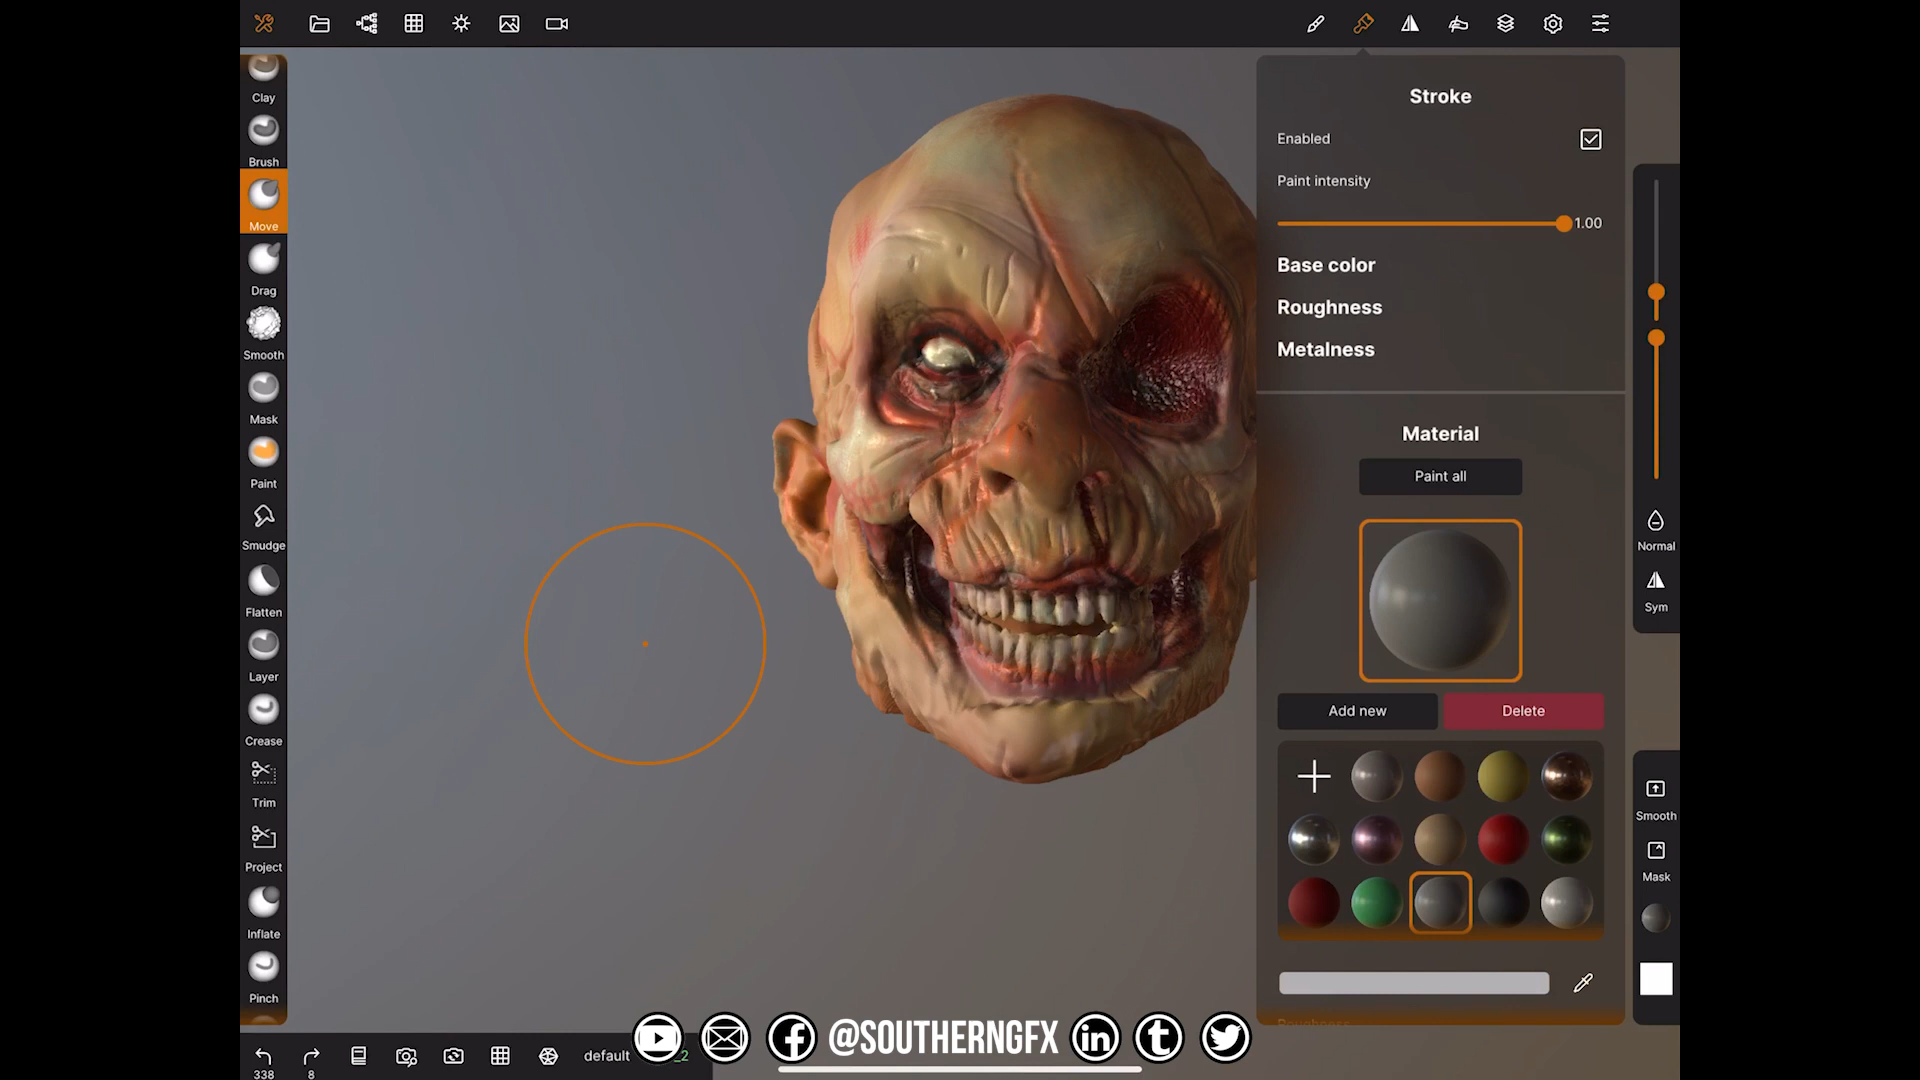 Clay
Brush
Move
Drag
Smooth
Mask
Paint
Smudge
Flatten
Layer
Crease
Trim
Project
Inflate
Pinch
338
8
default
_2
@SOUTHERNGFX
Stroke
Enabled
Paint intensity
1.00
Base color
Roughness
Metalness
Material
Paint all
Add new
Delete
Roughness
Normal
Sym
Smooth
Mask